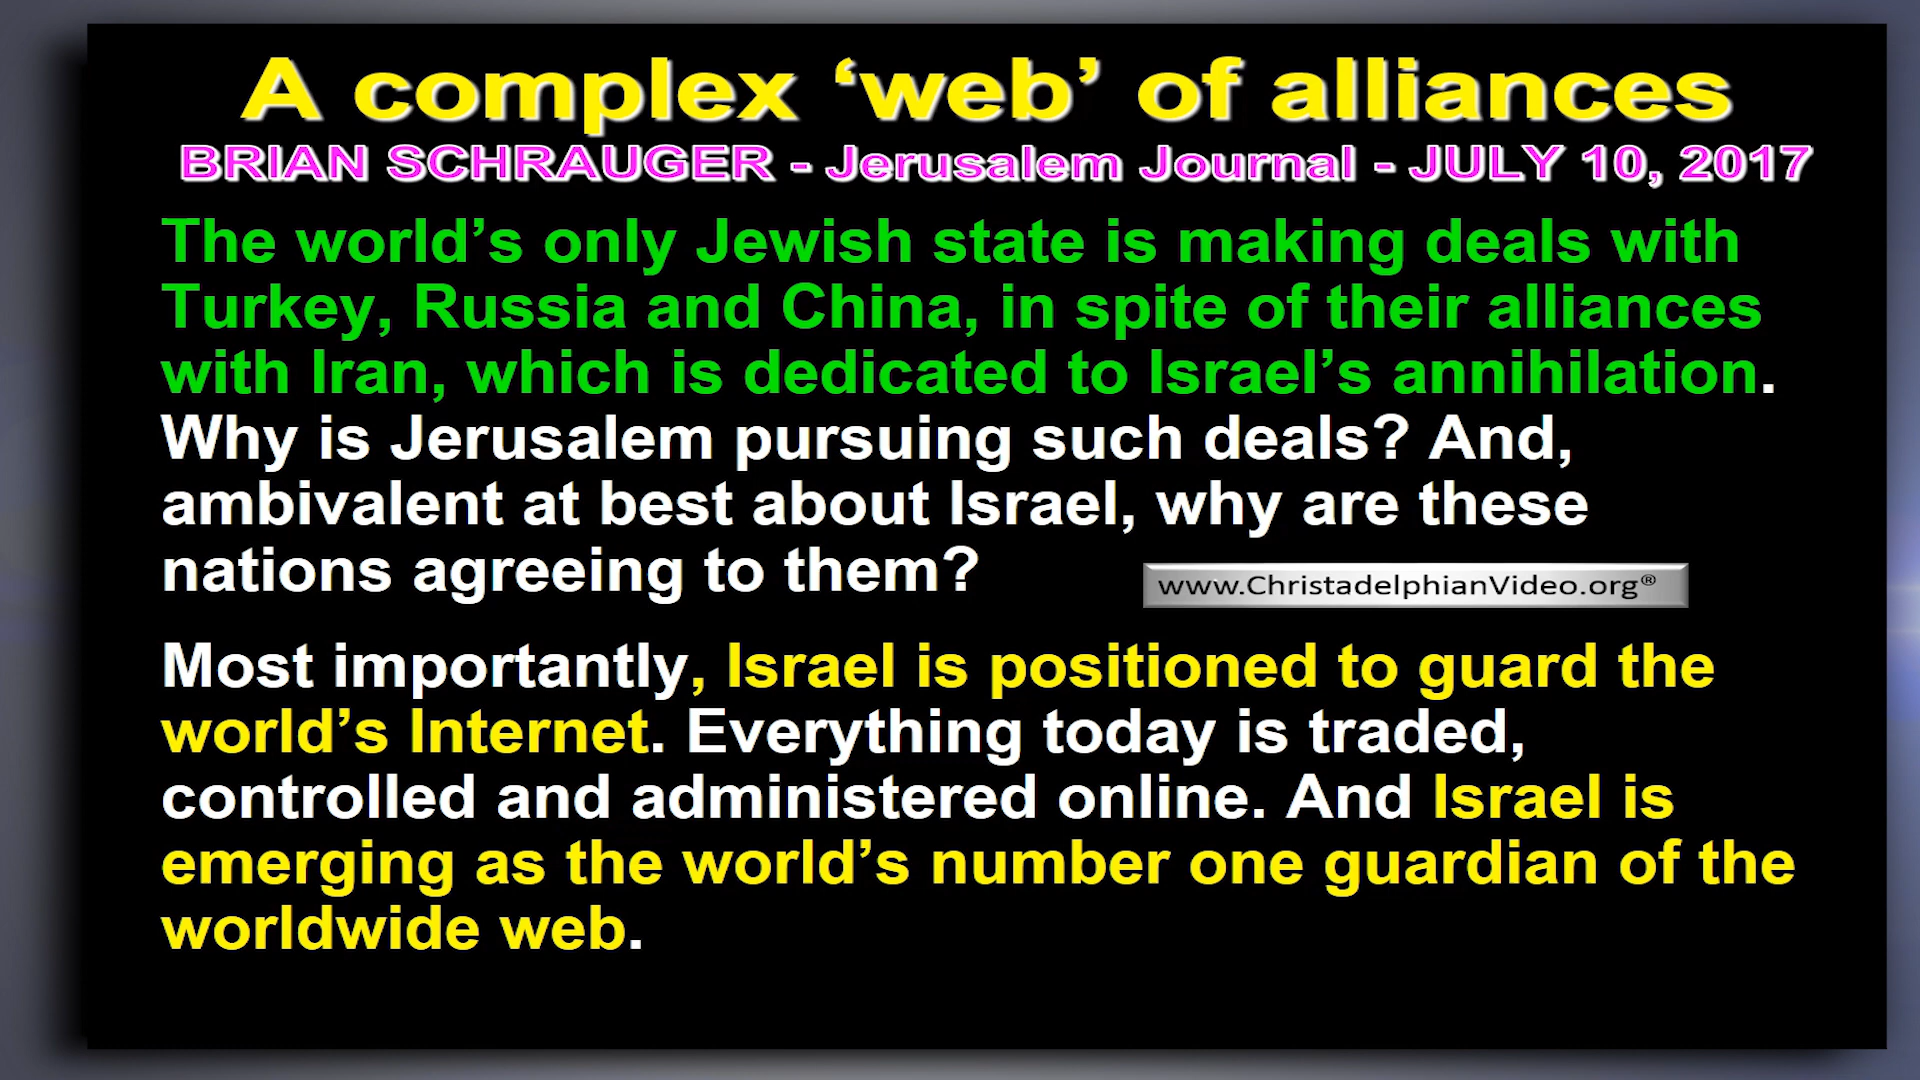 A complex ‘web’ of alliances
BRIAN SCHRAUGER - Jerusalem Journal - JULY 10, 2017
The world’s only Jewish state is making deals with
Turkey, Russia and China, in spite of their alliances
with Iran, which is dedicated to Israel’s annihilation.
Why is Jerusalem pursuing such deals? And,
ambivalent at best about Israel, why are these
nations agreeing to them?
www.ChristadelphianVideo.org®
Most importantly, Israel is positioned to guard the
world’s Internet. Everything today is traded,
controlled and administered online. And Israel is
emerging as the world’s number one guardian of the
worldwide web.